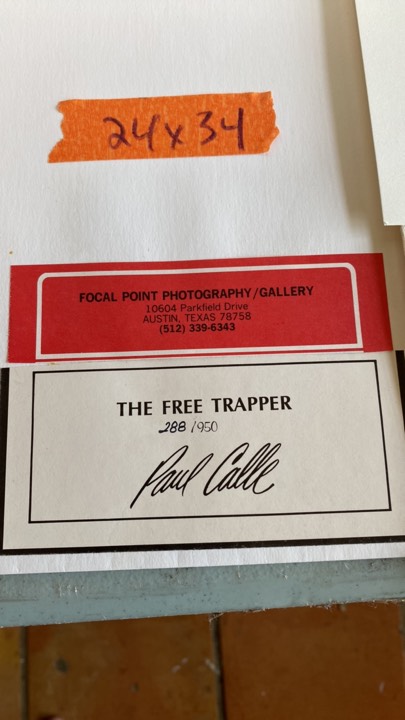 24x34
FOCAL POINT PHOTOGRAPHY/GALLERY
10604 Parkfield Drive
AUSTIN, TEXAS 78758
(512) 339-6343
THE FREE TRAPPER
288/950
Paul Calle